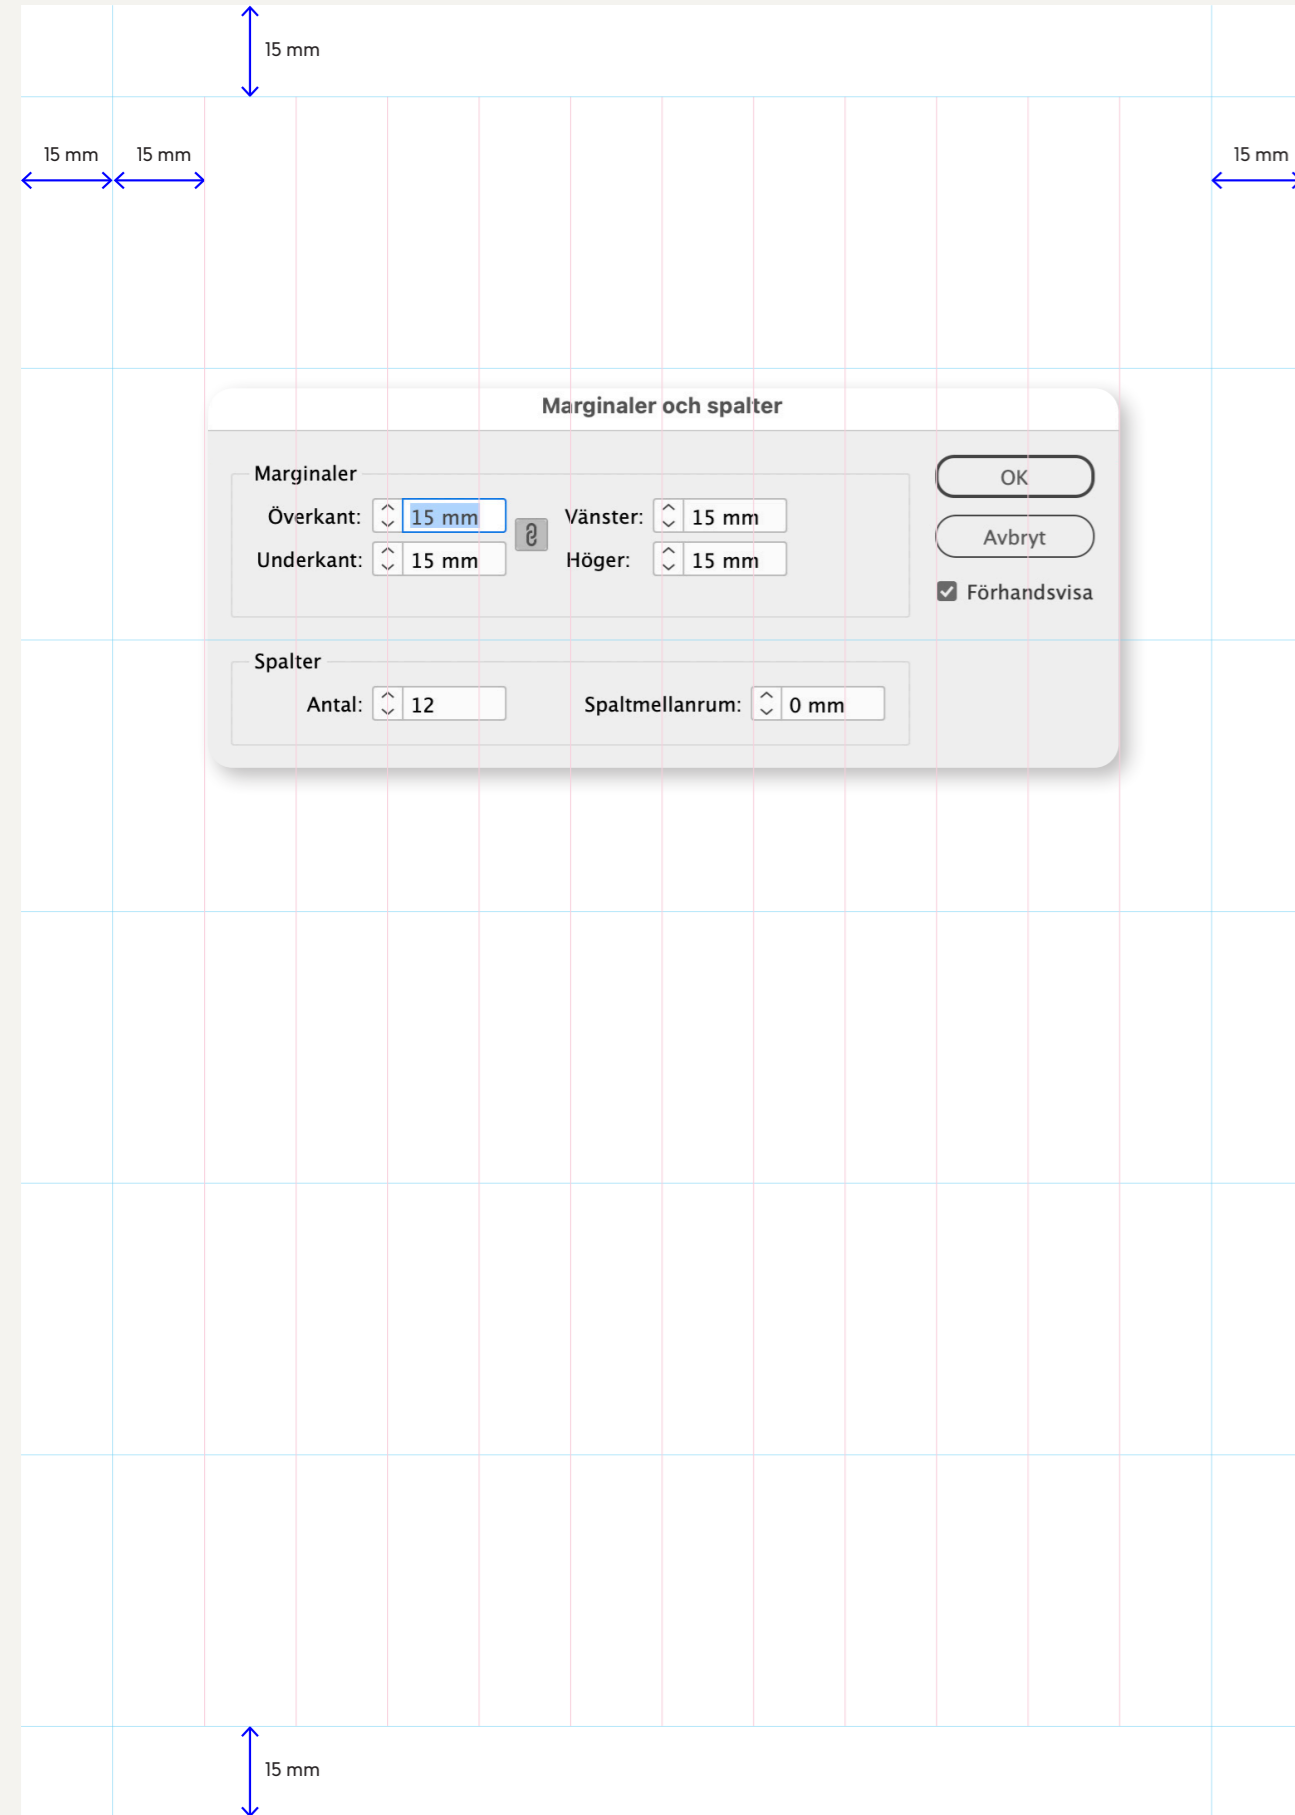 15 mm
15 mm 15 mm 15 mm
Marginaler och spalter
Marginaler
Överkant: 15 mm Vänster: 15 mm
Underkant: 15 mm Höger: 15 mm
OK
Avbryt
Förhandsvisa
Spalter
Antal: 12 Spaltmellanrum: 0 mm
15 mm